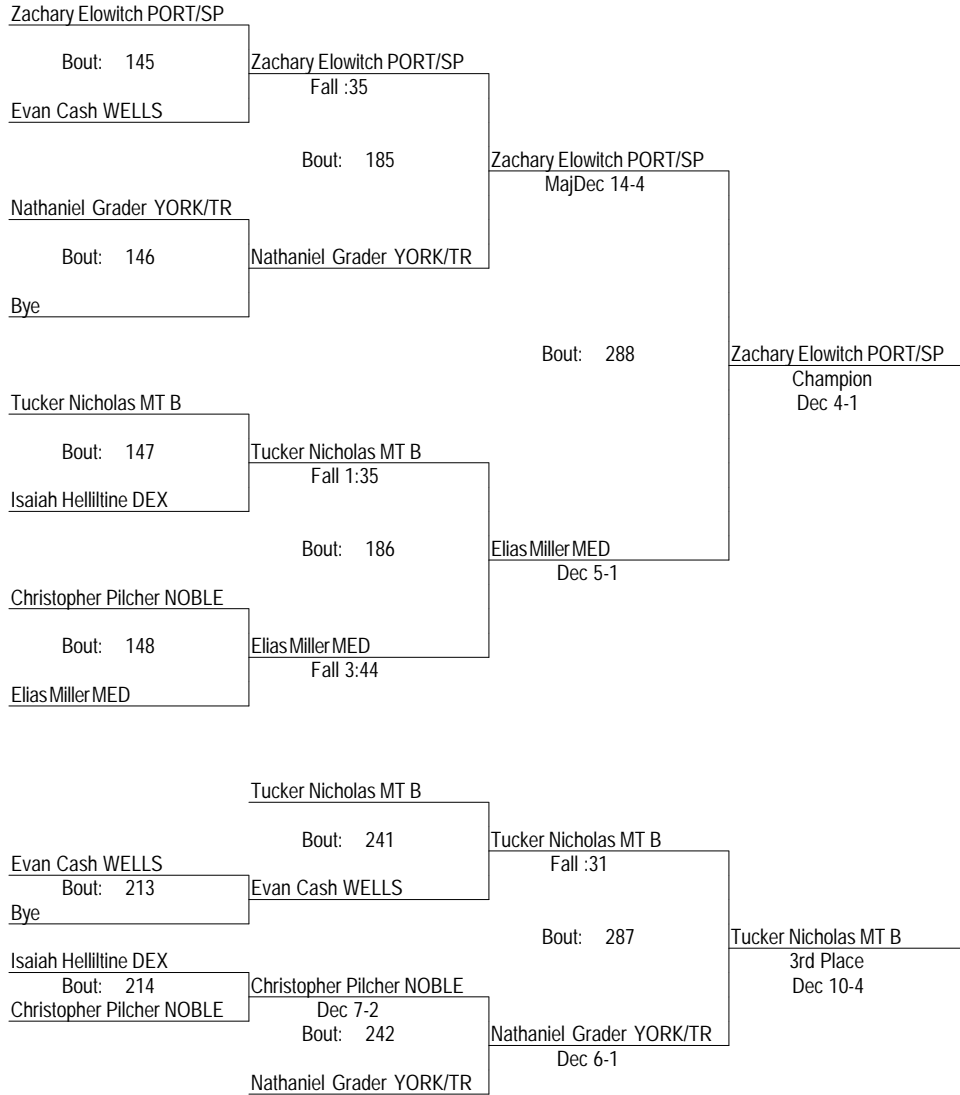 Zachary Elowitch PORT/SP
Bout: 145
Zachary Elowitch PORT/SP
Fall :35
Evan Cash WELLS
Bout: 185
Zachary Elowitch PORT/SP
MajDec 14-4
Nathaniel Grader YORK/TR
Bout: 146
Nathaniel Grader YORK/TR
Bye
Bout: 288
Zachary Elowitch PORT/SP
Champion
Dec 4-1
Tucker Nicholas MT B
Bout: 147
Tucker Nicholas MT B
Fall 1:35
Isaiah Helliltine DEX
Bout: 186
Elias Miller MED
Dec 5-1
Christopher Pilcher NOBLE
Bout: 148
Elias Miller MED
Fall 3:44
Elias Miller MED
Tucker Nicholas MT B
Bout: 241
Tucker Nicholas MT B
Fall :31
Evan Cash WELLS
Bout: 213
Evan Cash WELLS
Bye
Bout: 287
Tucker Nicholas MT B
3rd Place
Dec 10-4
Isaiah Helliltine DEX
Bout: 214
Christopher Pilcher NOBLE
Dec 7-2
Christopher Pilcher NOBLE
Bout: 242
Nathaniel Grader YORK/TR
Dec 6-1
Nathaniel Grader YORK/TR